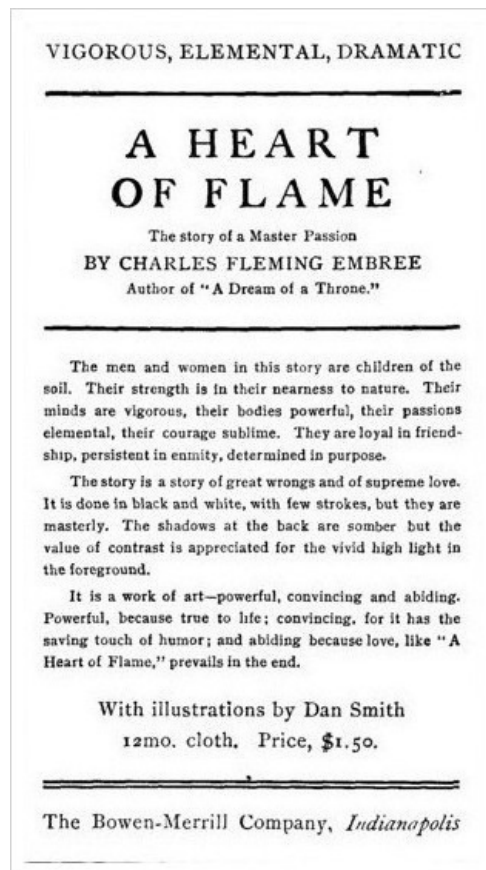 VIGOROUS, ELEMENTAL, DRAMATIC
A HEART
OF FLAME
The story of a Master Passion
BY CHARLES FLEMING EMBREE
Author of "A Dream of a Throne."
The men and women in this story are children of the
soil. Their strength is in their nearness to nature. Their
minds are vigorous, their bodies powerful, their passions
elemental, their courage sublime. They are loyal in friend-
ship, persistent in enmity, determined in purpose.
The story is a story of great wrongs and of supreme love.
It is done in black and white, with few strokes, but they are
masterly. The shadows at the back are somber but the
value of contrast is appreciated for the vivid high light in
the foreground.
It is a work of art—powerful, convincing and abiding.
Powerful, because true to life; convincing, for it has the
saving touch of humor; and abiding because love, like "A
Heart of Flame," prevails in the end.
With illustrations by Dan Smith
12mo. cloth. Price, $1.50.
The Bowen-Merrill Company, Indianapolis